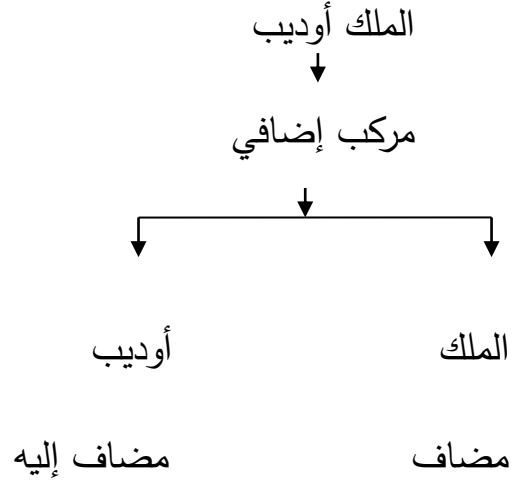 الملك أوديب
مركب إضافي
الملك أوديب
مضاف مضاف إليه